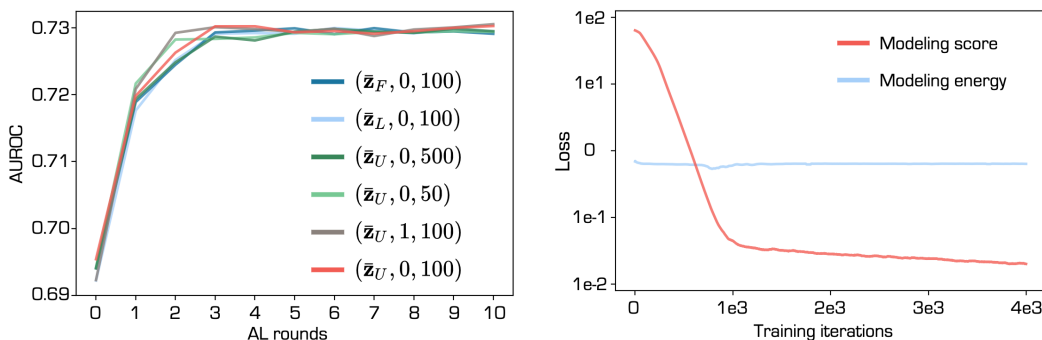 0.73
0.72
0.71
0.70
0.69
AUROC
0 1 2 3 4 5 6 7 8 9 10
AL rounds
(z̄_F, 0, 100)
(z̄_L, 0, 100)
(z̄_U, 0, 500)
(z̄_U, 0, 50)
(z̄_U, 1, 100)
(z̄_U, 0, 100)
1e2
1e1
0
1e-1
1e-2
Loss
0 1e3 2e3 3e3 4e3
Training iterations
Modeling score
Modeling energy